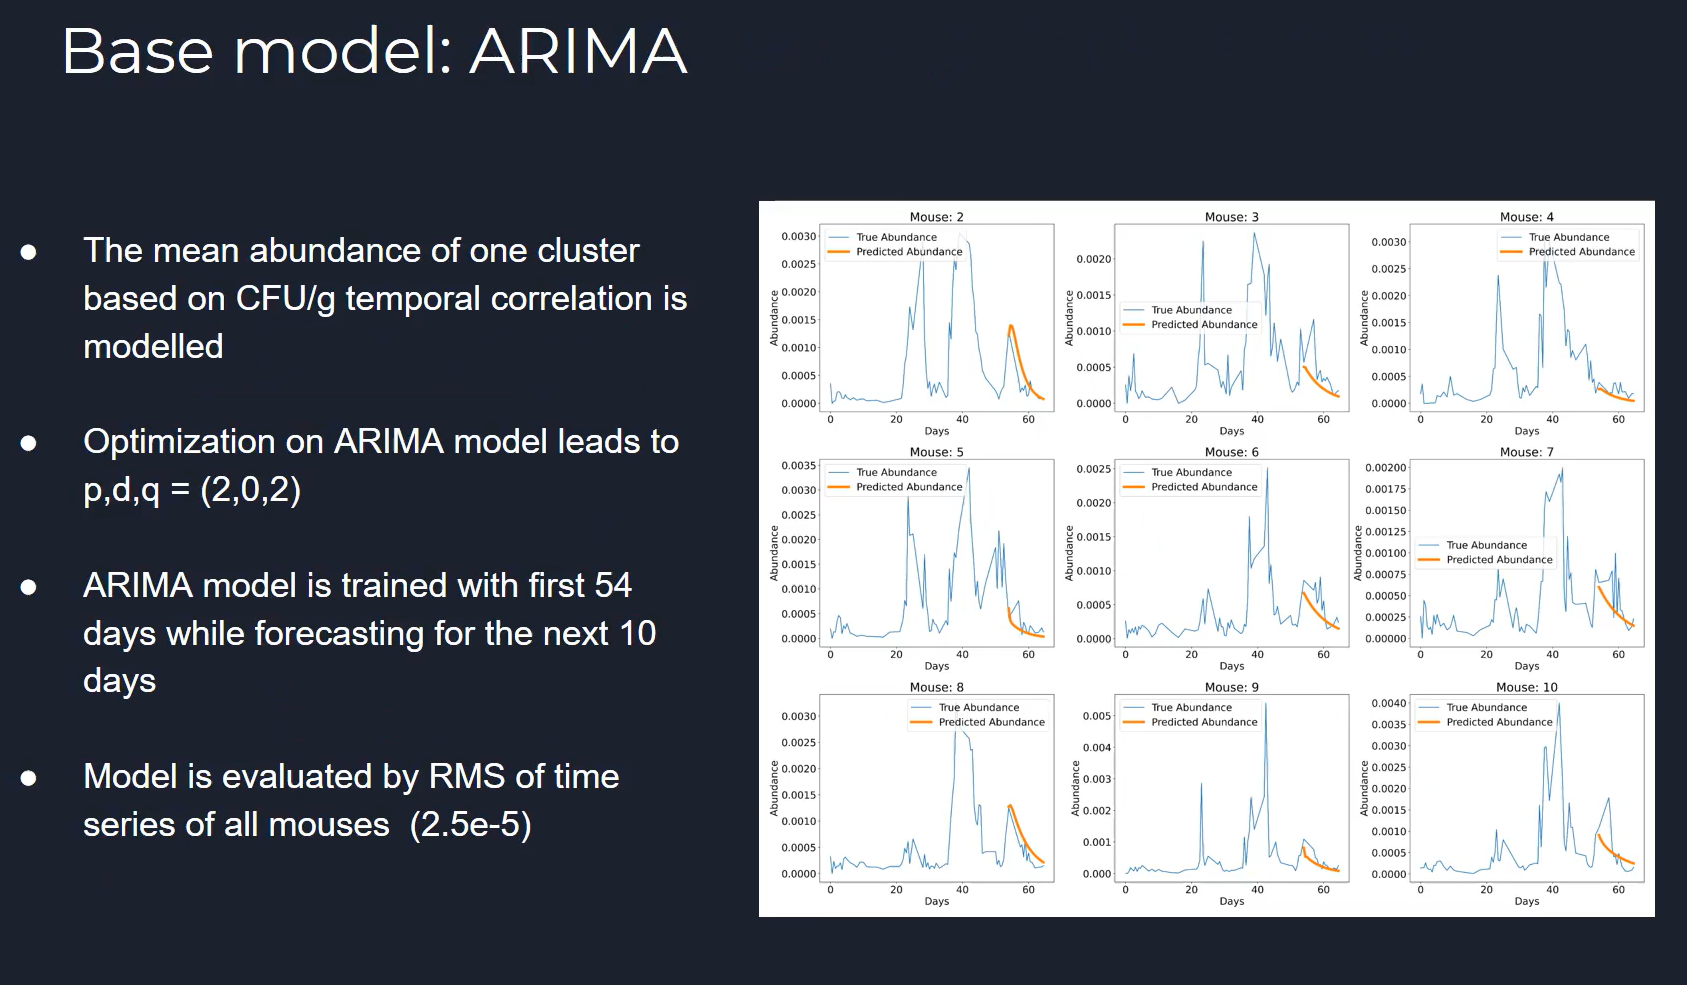 Base model: ARIMA
● The mean abundance of one cluster
based on CFU/g temporal correlation is
modelled
● Optimization on ARIMA model leads to
p,d,q = (2,0,2)
● ARIMA model is trained with first 54
days while forecasting for the next 10
days
● Model is evaluated by RMS of time
series of all mouses (2.5e-5)
Mouse: 2
True Abundance
Predicted Abundance
Abundance
0.0030
0.0025
0.0020
0.0015
0.0010
0.0005
0.0000
0 20 40 60
Days
Mouse: 3
True Abundance
Predicted Abundance
Abundance
0.0020
0.0015
0.0010
0.0005
0.0000
0 20 40 60
Days
Mouse: 4
True Abundance
Predicted Abundance
Abundance
0.0030
0.0025
0.0020
0.0015
0.0010
0.0005
0.0000
0 20 40 60
Days
Mouse: 5
True Abundance
Predicted Abundance
Abundance
0.0035
0.0030
0.0025
0.0020
0.0015
0.0010
0.0005
0.0000
0 20 40 60
Days
Mouse: 6
True Abundance
Predicted Abundance
Abundance
0.0025
0.0020
0.0015
0.0010
0.0005
0.0000
0 20 40 60
Days
Mouse: 7
True Abundance
Predicted Abundance
Abundance
0.00200
0.00175
0.00150
0.00125
0.00100
0.00075
0.00050
0.00025
0.00000
0 20 40 60
Days
Mouse: 8
True Abundance
Predicted Abundance
Abundance
0.0030
0.0025
0.0020
0.0015
0.0010
0.0005
0.0000
0 20 40 60
Days
Mouse: 9
True Abundance
Predicted Abundance
Abundance
0.005
0.004
0.003
0.002
0.001
0.000
0 20 40 60
Days
Mouse: 10
True Abundance
Predicted Abundance
Abundance
0.0040
0.0035
0.0030
0.0025
0.0020
0.0015
0.0010
0.0005
0.0000
0 20 40 60
Days